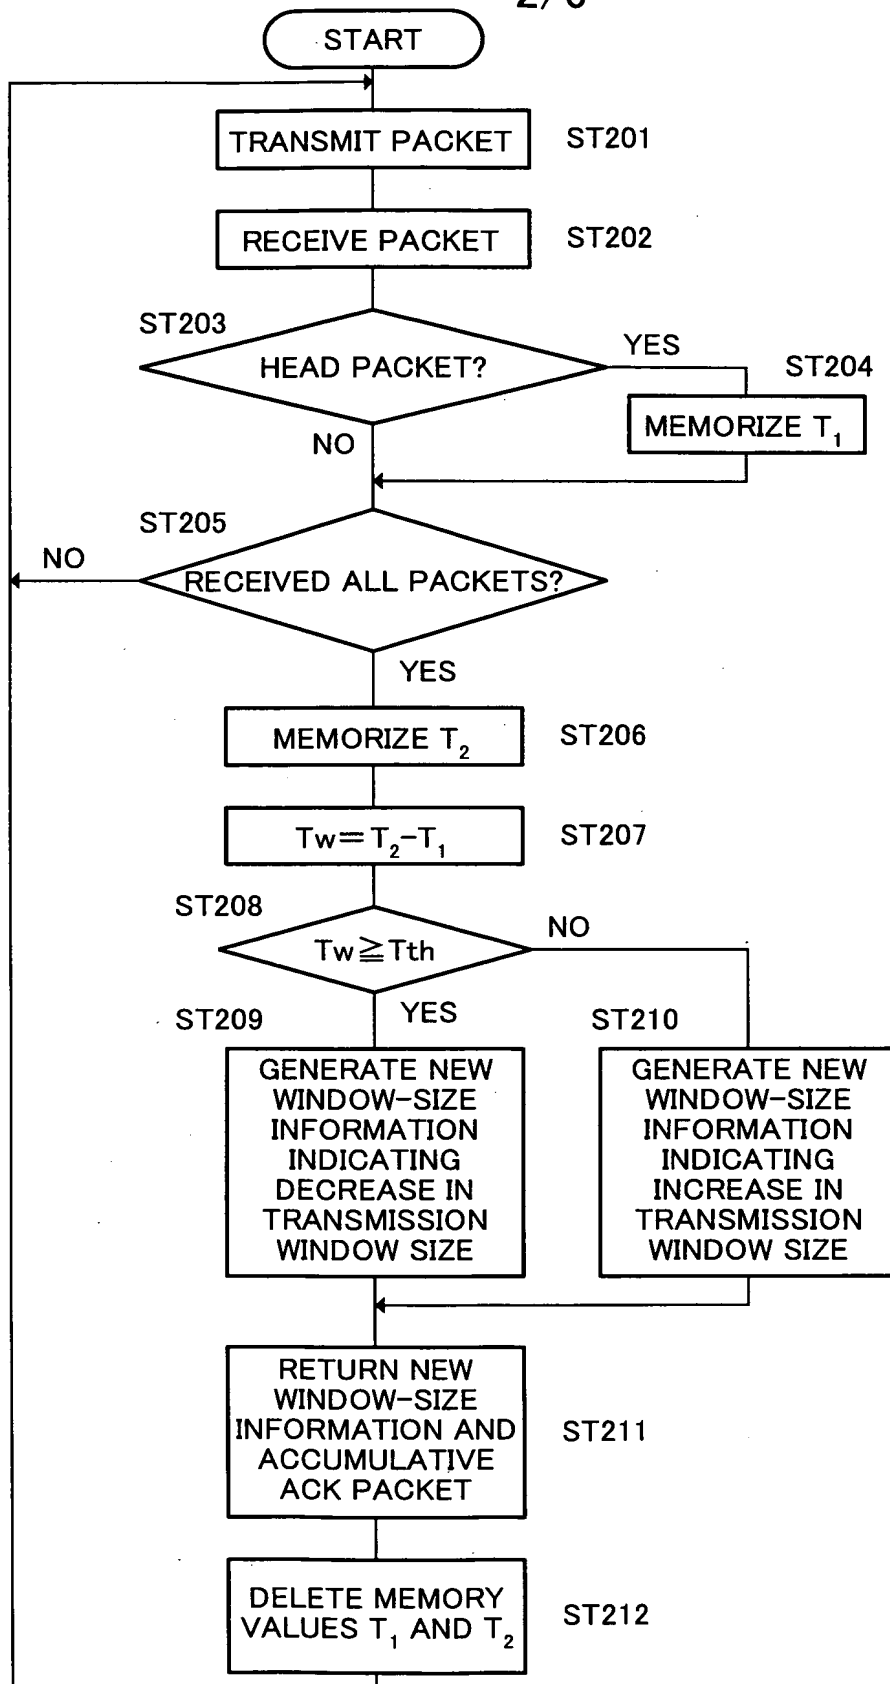 START
TRANSMIT PACKET
ST201
RECEIVE PACKET
ST202
ST203
HEAD PACKET?
YES
ST204
MEMORIZE T1
NO
ST205
NO
RECEIVED ALL PACKETS?
YES
MEMORIZE T2
ST206
Tw=T2-T1
ST207
ST208
Tw≧Tth
NO
YES
ST209
GENERATE NEW
WINDOW-SIZE
INFORMATION
INDICATING
DECREASE IN
TRANSMISSION
WINDOW SIZE
ST210
GENERATE NEW
WINDOW-SIZE
INFORMATION
INDICATING
INCREASE IN
TRANSMISSION
WINDOW SIZE
RETURN NEW
WINDOW-SIZE
INFORMATION AND
ACCUMULATIVE
ACK PACKET
ST211
DELETE MEMORY
VALUES T1 AND T2
ST212